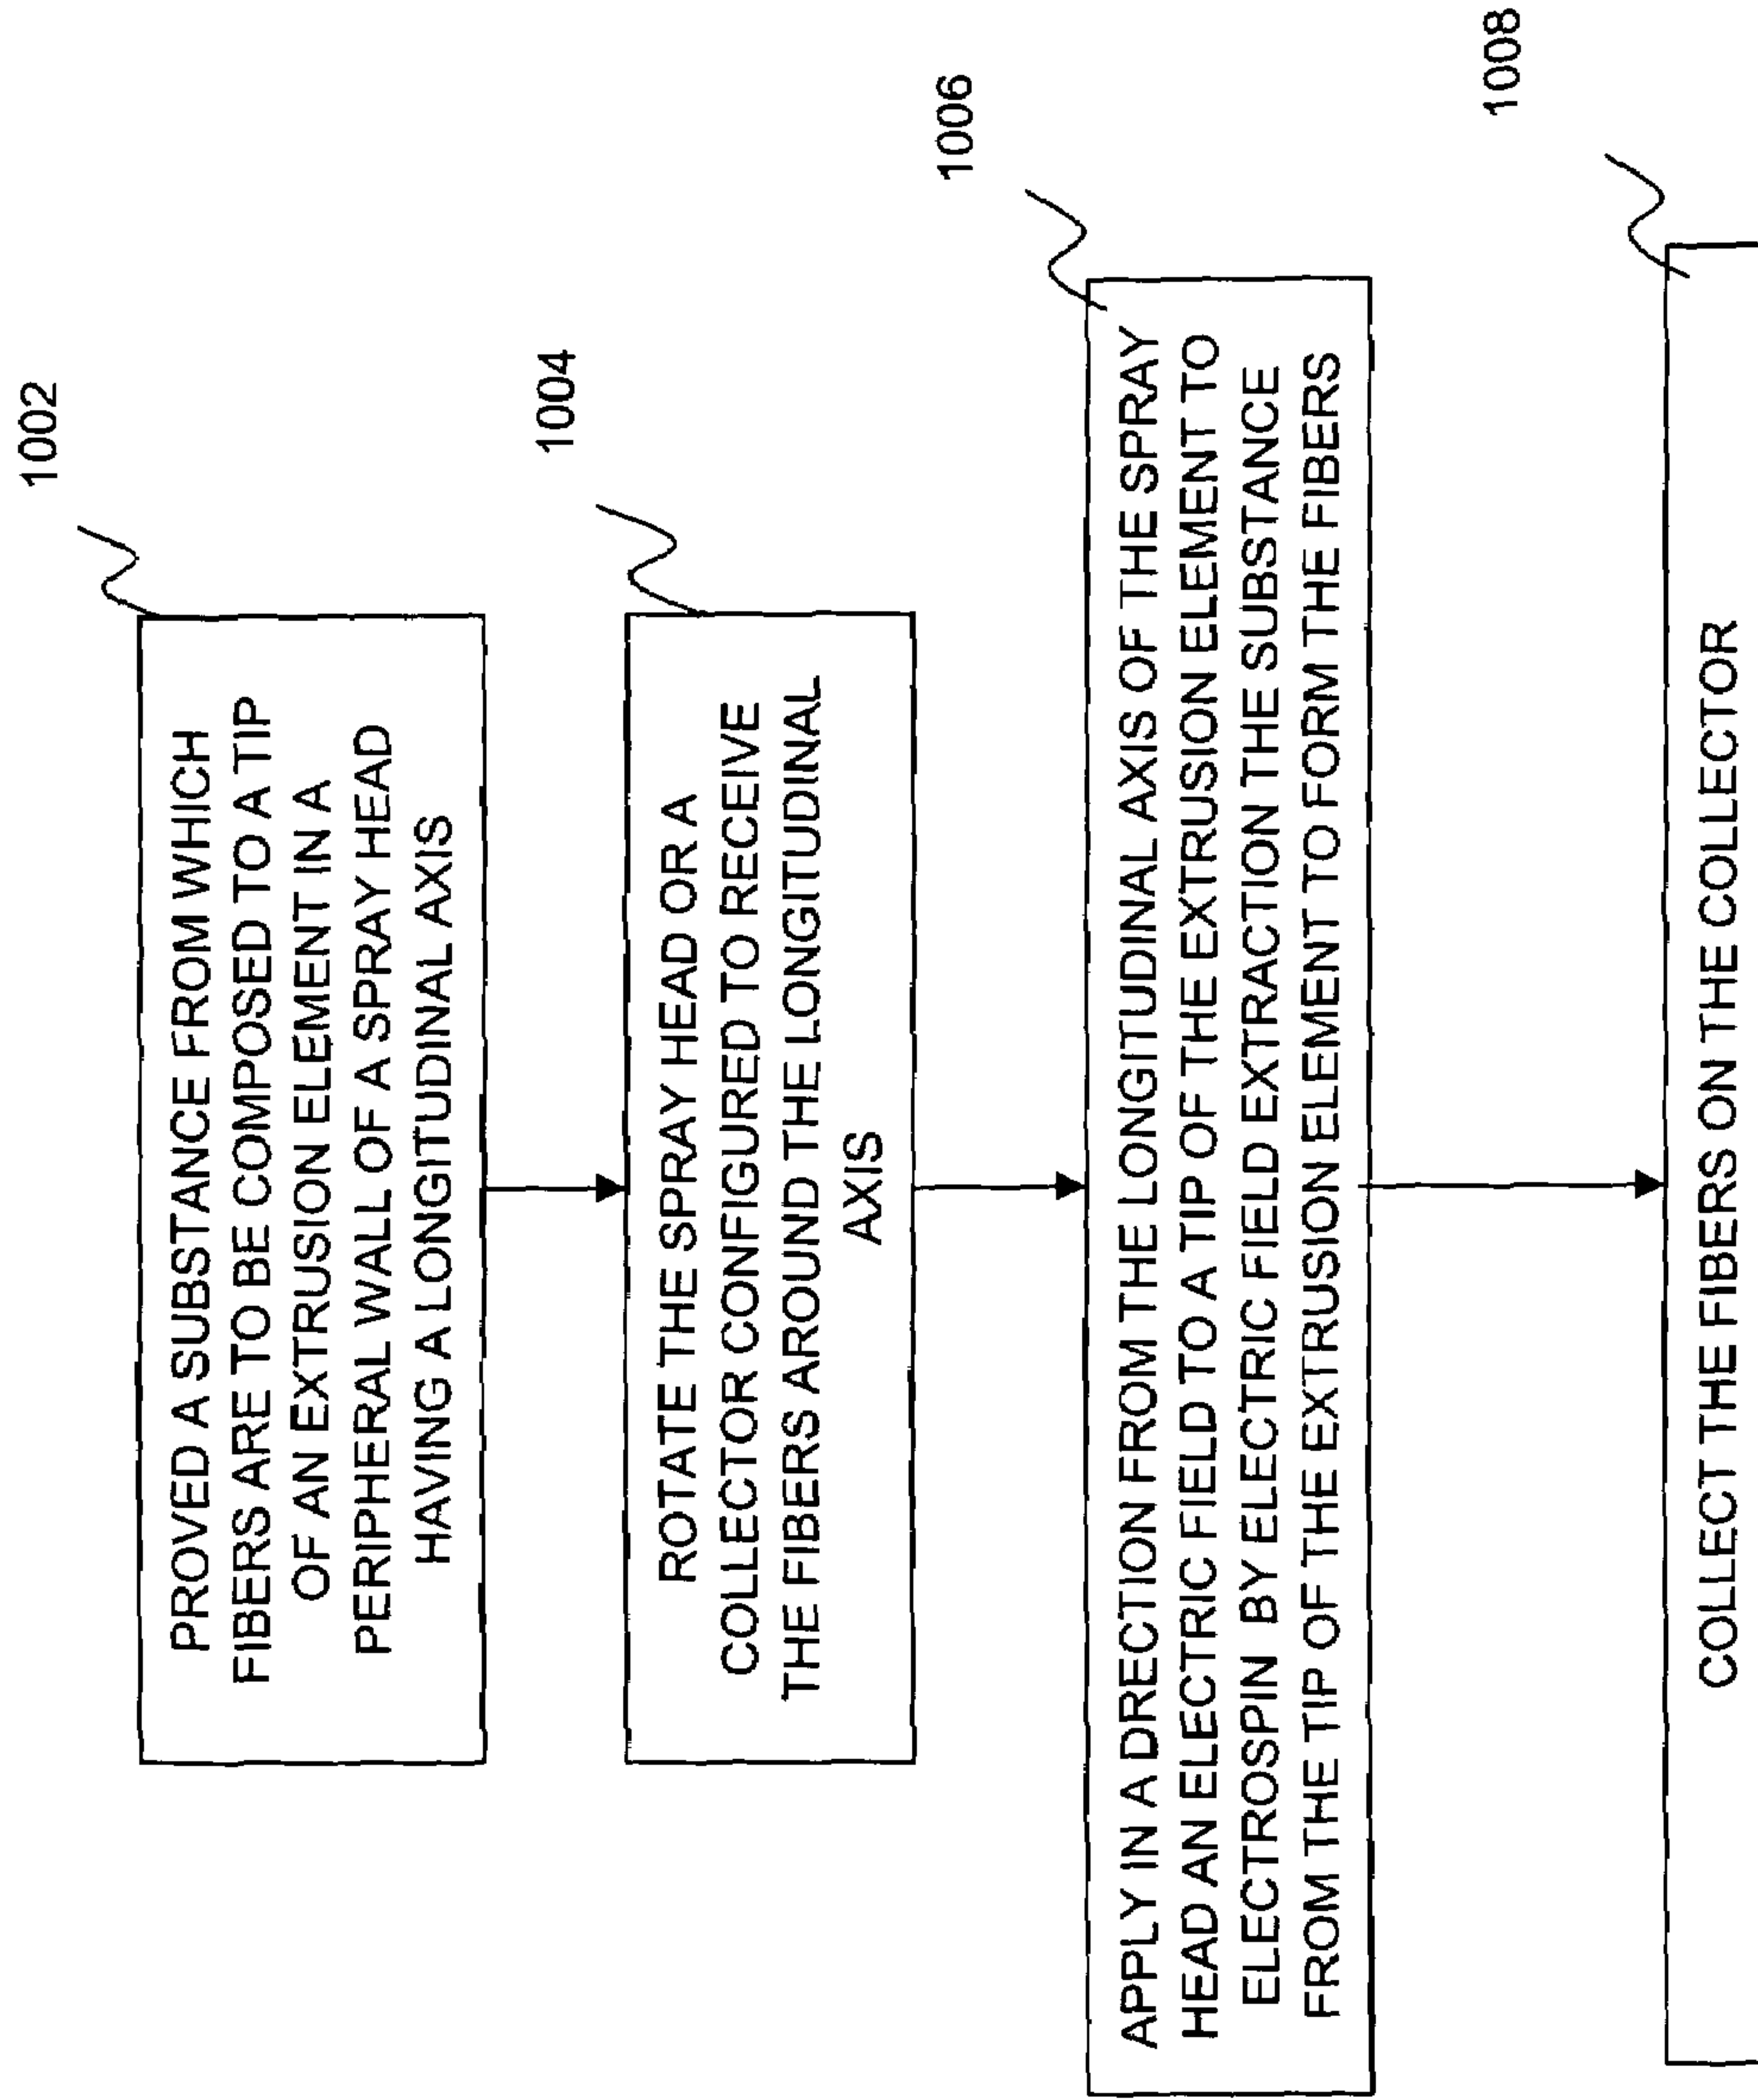 1002
PROVED A SUBSTANCE FROM WHICH
FIBERS ARE TO BE COMPOSED TO A TIP
OF AN EXTRUSION ELEMENT IN A
PERIPHERAL WALL OF A SPRAY HEAD
HAVING A LONGITUDINAL AXIS
1004
ROTATE THE SPRAY HEAD OR A
COLLECTOR CONFIGURED TO RECEIVE
THE FIBERS AROUND THE LONGITUDINAL
AXIS
1006
APPLY IN A DRECTION FROM THE LONGITUDINAL AXIS OF THE SPRAY
HEAD AN ELECTRIC FIELD TO A TIP OF THE EXTRUSION ELEMENT TO
ELECTROSPIN BY ELECTRIC FIELD EXTRACTION THE SUBSTANCE
FROM THE TIP OF THE EXTRUSION ELEMENT TO FORM THE FIBERS
1008
COLLECT THE FIBERS ON THE COLLECTOR